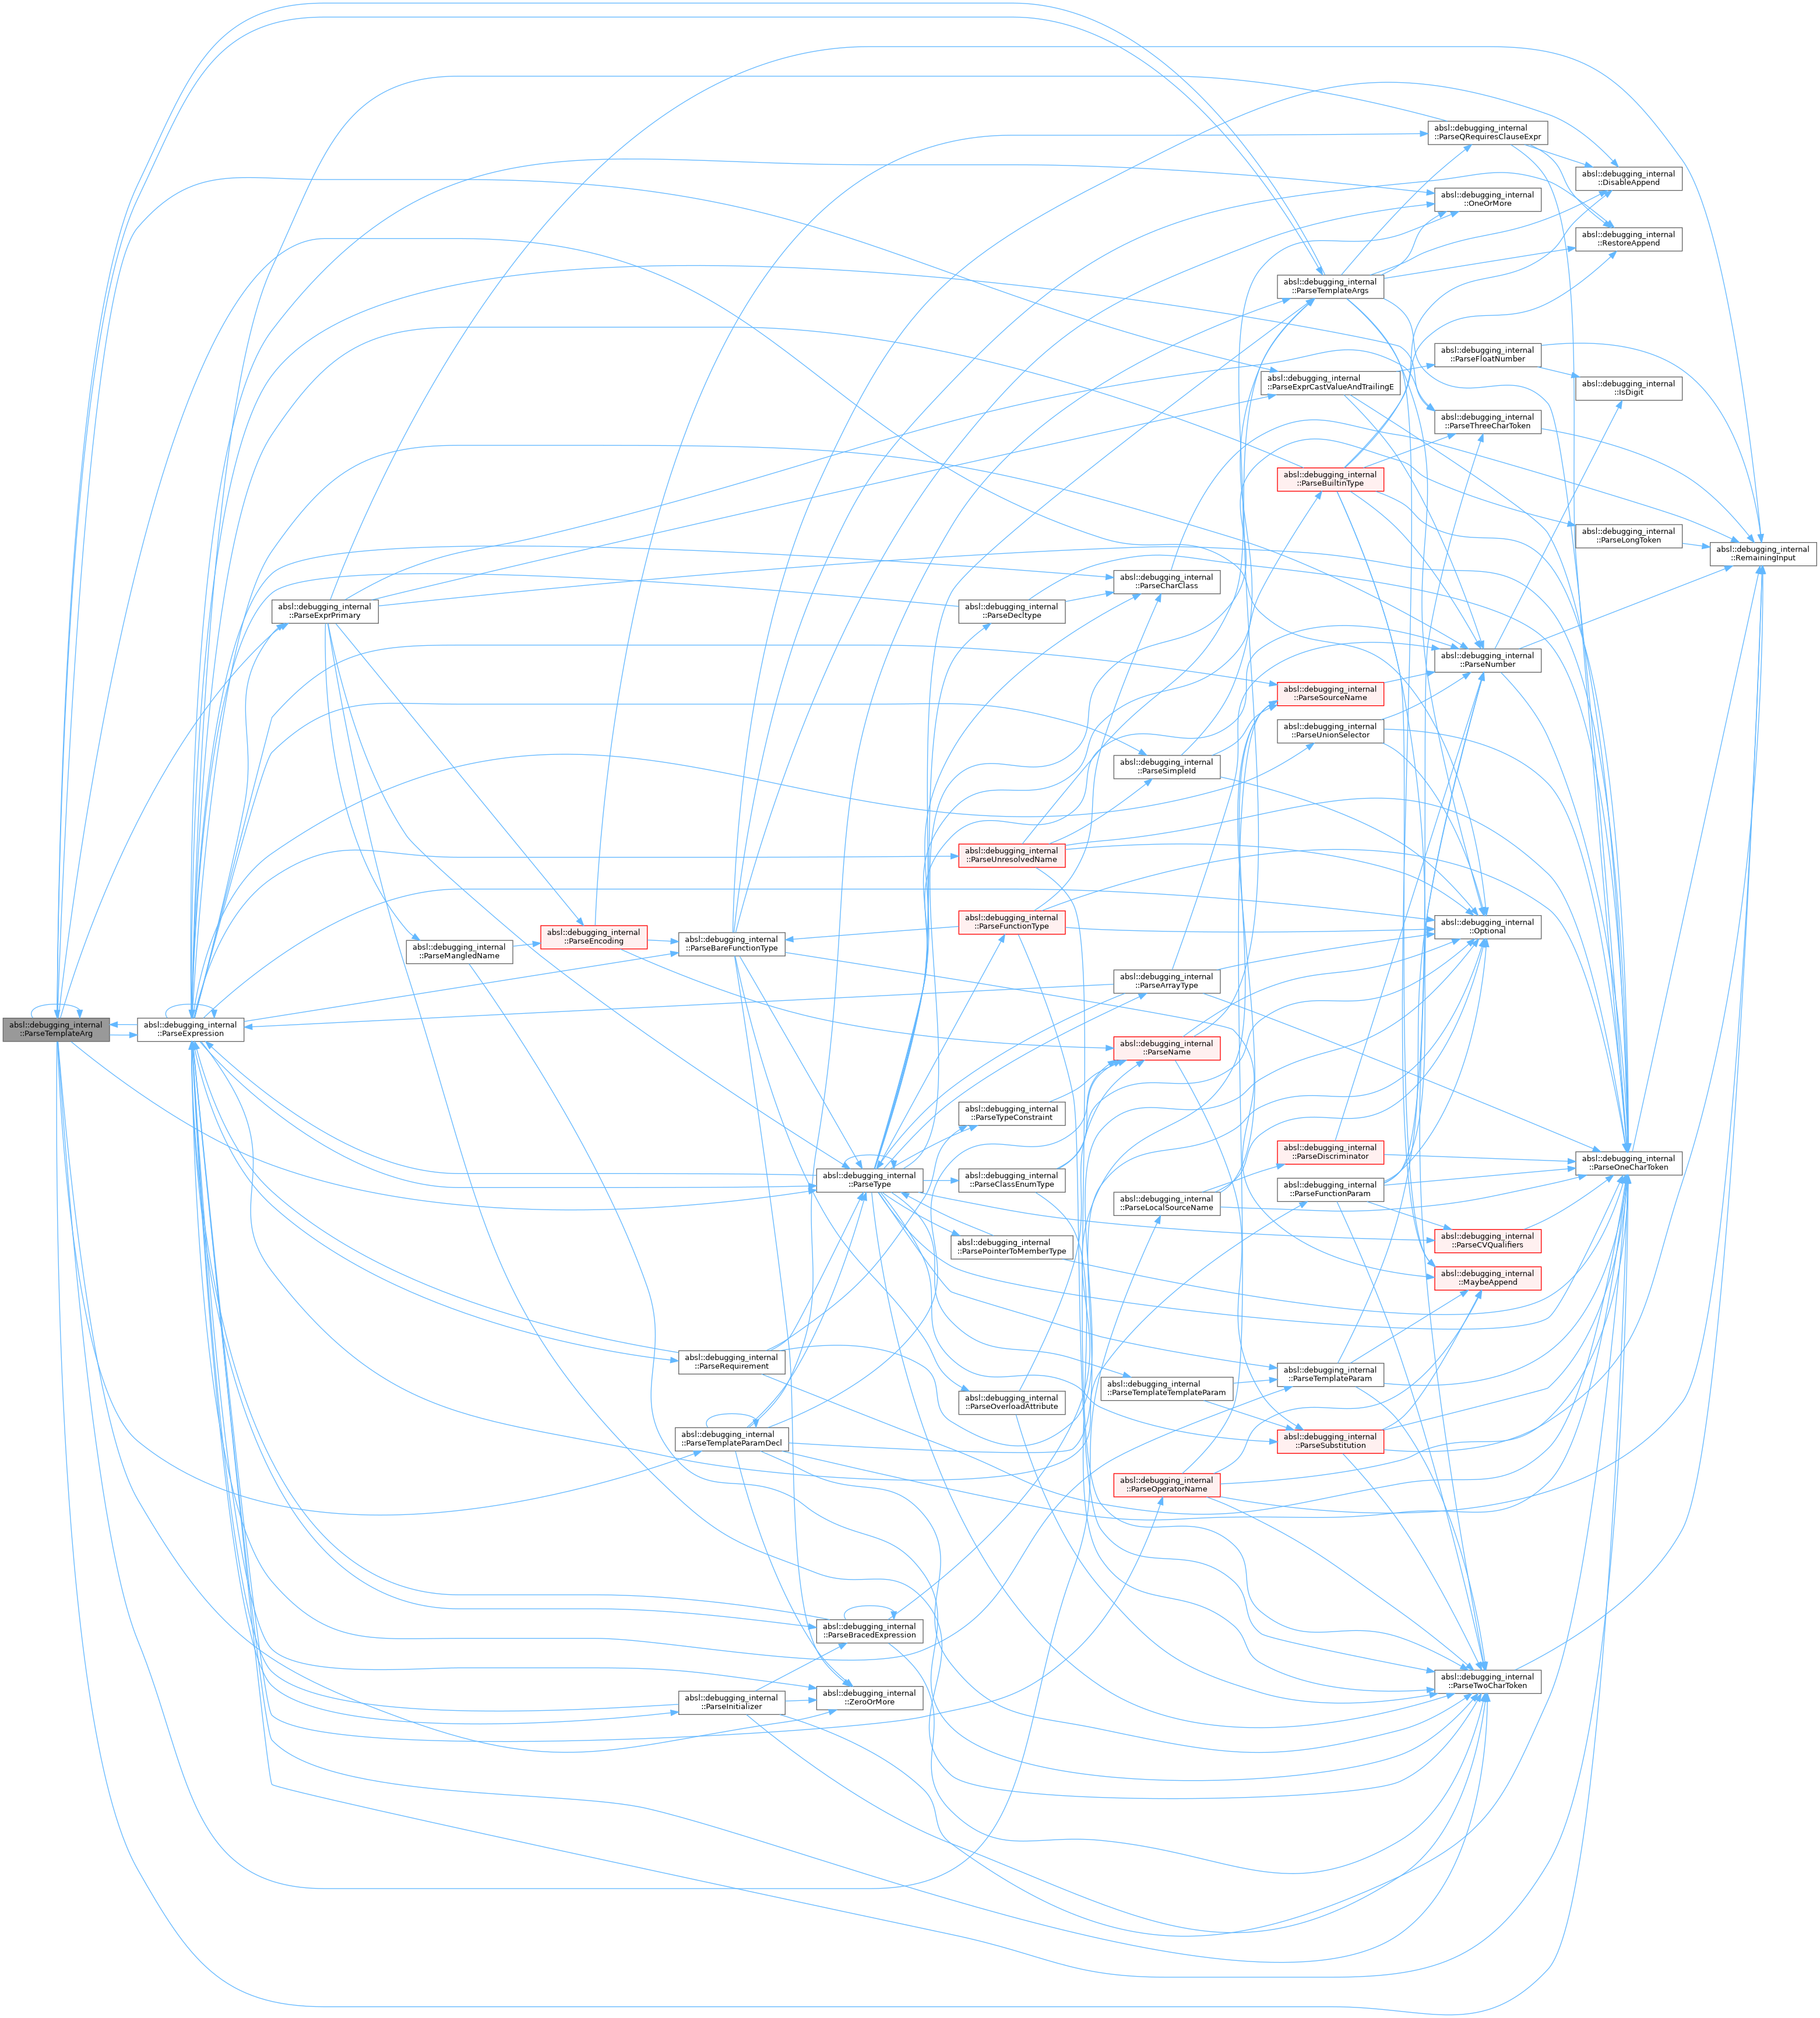 absl::debugging_internal
::ParseTemplateArg
absl::debugging_internal
::ParseExpression
absl::debugging_internal
::ParseExprPrimary
absl::debugging_internal
::ParseMangledName
absl::debugging_internal
::ParseEncoding
absl::debugging_internal
::ParseBareFunctionType
absl::debugging_internal
::ParseRequirement
absl::debugging_internal
::ParseTemplateParamDecl
absl::debugging_internal
::ParseInitializer
absl::debugging_internal
::ParseType
absl::debugging_internal
::ParseBracedExpression
absl::debugging_internal
::ZeroOrMore
absl::debugging_internal
::ParseDecltype
absl::debugging_internal
::ParseUnresolvedName
absl::debugging_internal
::ParseFunctionType
absl::debugging_internal
::ParseTypeConstraint
absl::debugging_internal
::ParseClassEnumType
absl::debugging_internal
::ParsePointerToMemberType
absl::debugging_internal
::ParseOverloadAttribute
absl::debugging_internal
::ParseCharClass
absl::debugging_internal
::ParseSimpleId
absl::debugging_internal
::ParseArrayType
absl::debugging_internal
::ParseName
absl::debugging_internal
::ParseLocalSourceName
absl::debugging_internal
::ParseTemplateTemplateParam
absl::debugging_internal
::ParseOperatorName
absl::debugging_internal
::ParseTemplateArgs
absl::debugging_internal
::ParseExprCastValueAndTrailingE
absl::debugging_internal
::ParseBuiltinType
absl::debugging_internal
::ParseSourceName
absl::debugging_internal
::ParseUnionSelector
absl::debugging_internal
::ParseDiscriminator
absl::debugging_internal
::ParseFunctionParam
absl::debugging_internal
::ParseTemplateParam
absl::debugging_internal
::ParseSubstitution
absl::debugging_internal
::ParseQRequiresClauseExpr
absl::debugging_internal
::OneOrMore
absl::debugging_internal
::ParseFloatNumber
absl::debugging_internal
::ParseThreeCharToken
absl::debugging_internal
::ParseNumber
absl::debugging_internal
::Optional
absl::debugging_internal
::ParseCVQualifiers
absl::debugging_internal
::MaybeAppend
absl::debugging_internal
::ParseTwoCharToken
absl::debugging_internal
::DisableAppend
absl::debugging_internal
::RestoreAppend
absl::debugging_internal
::IsDigit
absl::debugging_internal
::ParseLongToken
absl::debugging_internal
::ParseOneCharToken
absl::debugging_internal
::RemainingInput